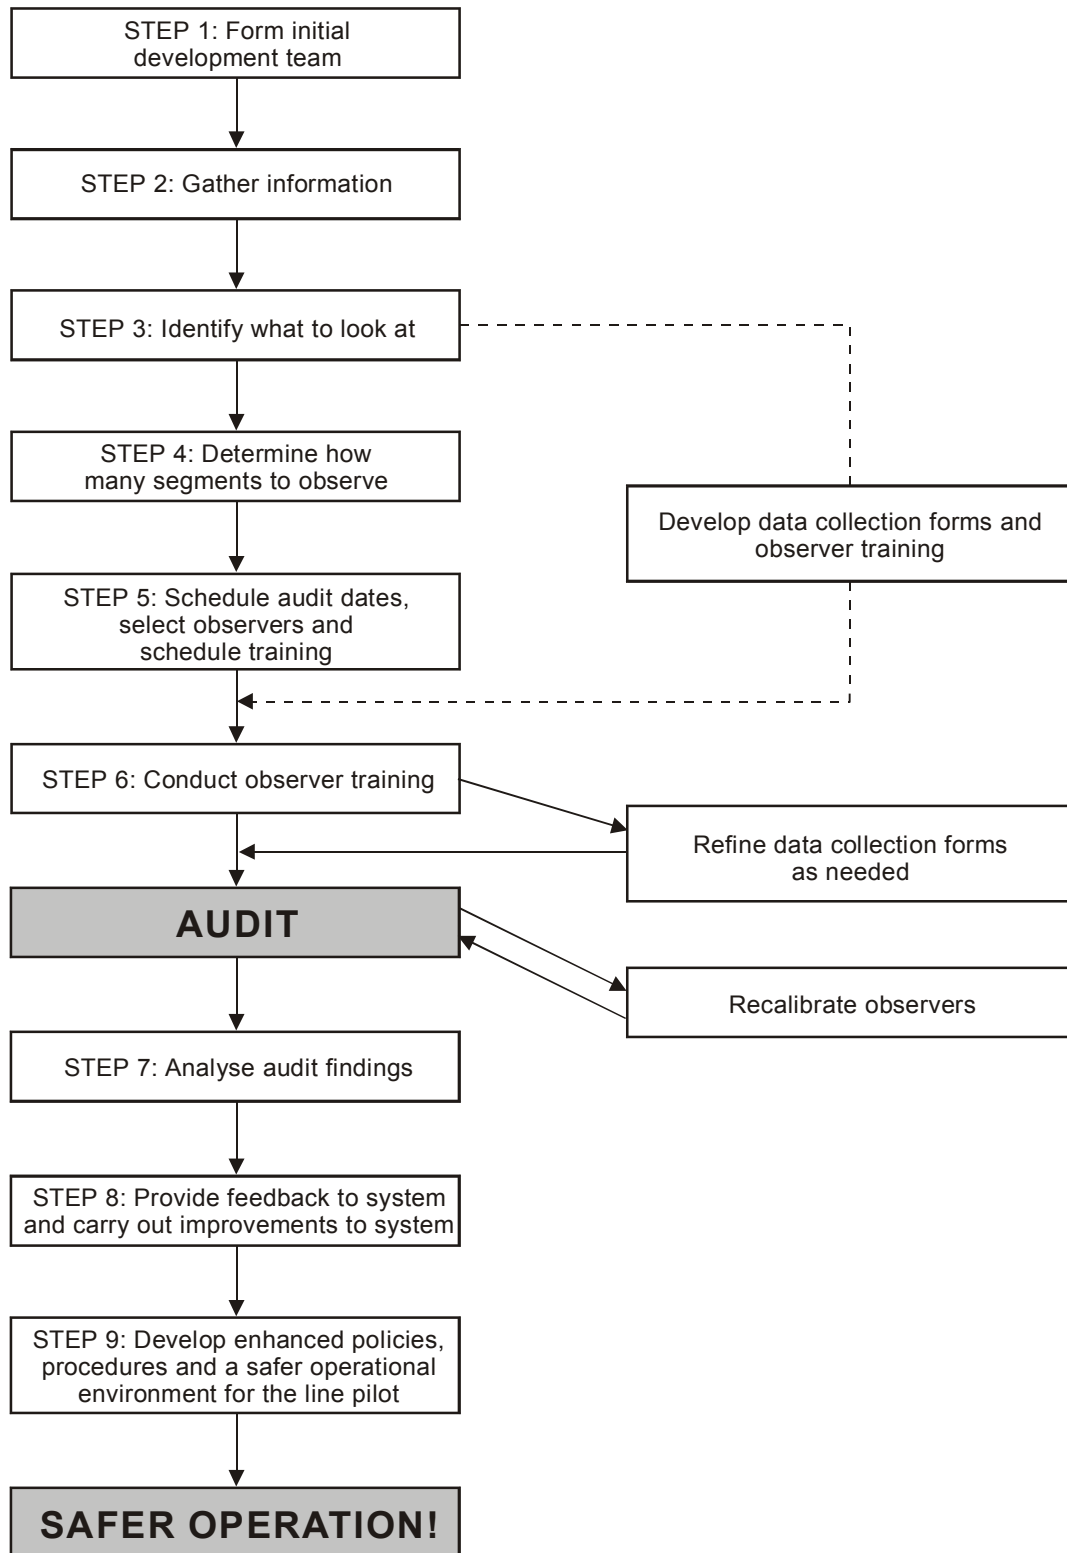 STEP 1: Form initial
development team
STEP 2: Gather information
STEP 3: Identify what to look at
STEP 4: Determine how
many segments to observe
Develop data collection forms and
observer training
STEP 5: Schedule audit dates,
select observers and
schedule training
STEP 6: Conduct observer training
Refine data collection forms
as needed
AUDIT
Recalibrate observers
STEP 7: Analyse audit findings
STEP 8: Provide feedback to system
and carry out improvements to system
STEP 9: Develop enhanced policies,
procedures and a safer operational
environment for the line pilot
SAFER OPERATION!